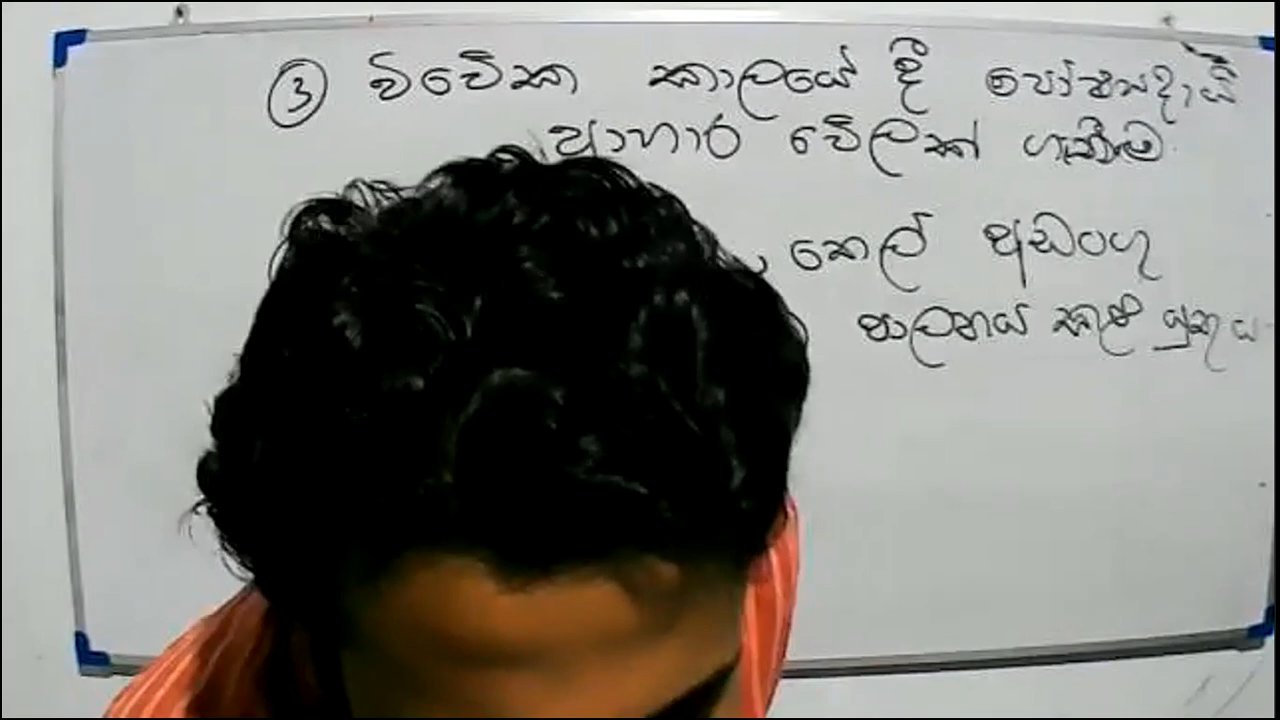 ③ විවේක කාලයේ දී පෝෂ්‍යදායී
ආහාර වේලක් ගැනීම
තෙල් අඩංගු
පාලනය කළ යුතුය